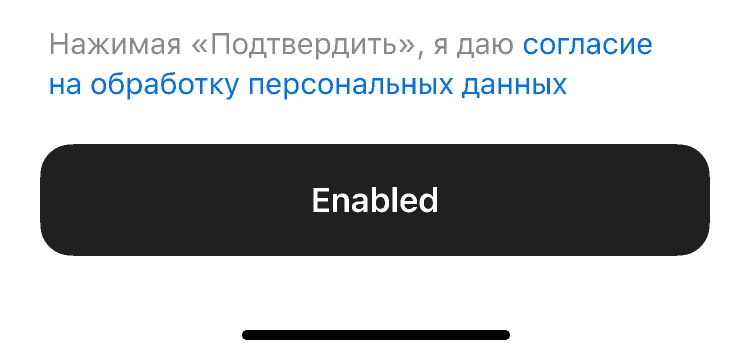 Нажимая «Подтвердить», я даю согласие
на обработку персональных данных
Enabled